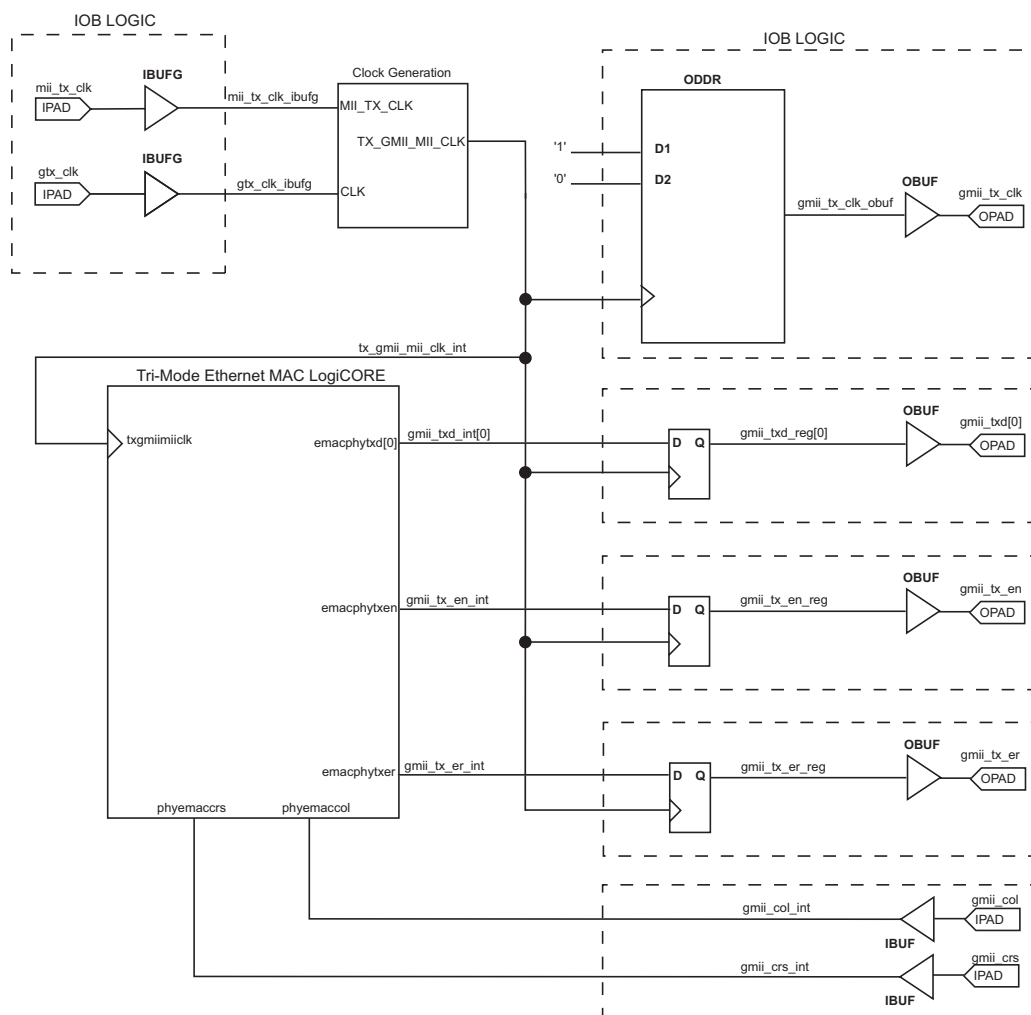 IOB LOGIC
mii_tx_clk
IPAD
IBUFG
mii_tx_clk_ibufg
gtx_clk
IPAD
IBUFG
gtx_clk_ibufg
Clock Generation
MII_TX_CLK
TX_GMII_MII_CLK
CLK
IOB LOGIC
ODDR
'1'
D1
'0'
D2
gmii_tx_clk_obuf
OBUF
gmii_tx_clk
OPAD
tx_gmii_mii_clk_int
Tri-Mode Ethernet MAC LogiCORE
txgmiimiiclk
emacphytxd[0]
gmii_txd_int[0]
D Q
gmii_txd_reg[0]
OBUF
gmii_txd[0]
OPAD
emacphytxen
gmii_tx_en_int
D Q
gmii_tx_en_reg
OBUF
gmii_tx_en
OPAD
emacphytxer
gmii_tx_er_int
D Q
gmii_tx_er_reg
OBUF
gmii_tx_er
OPAD
phyemaccrs
phyemaccol
gmii_col_int
IBUF
gmii_col
IPAD
gmii_crs_int
IBUF
gmii_crs
IPAD